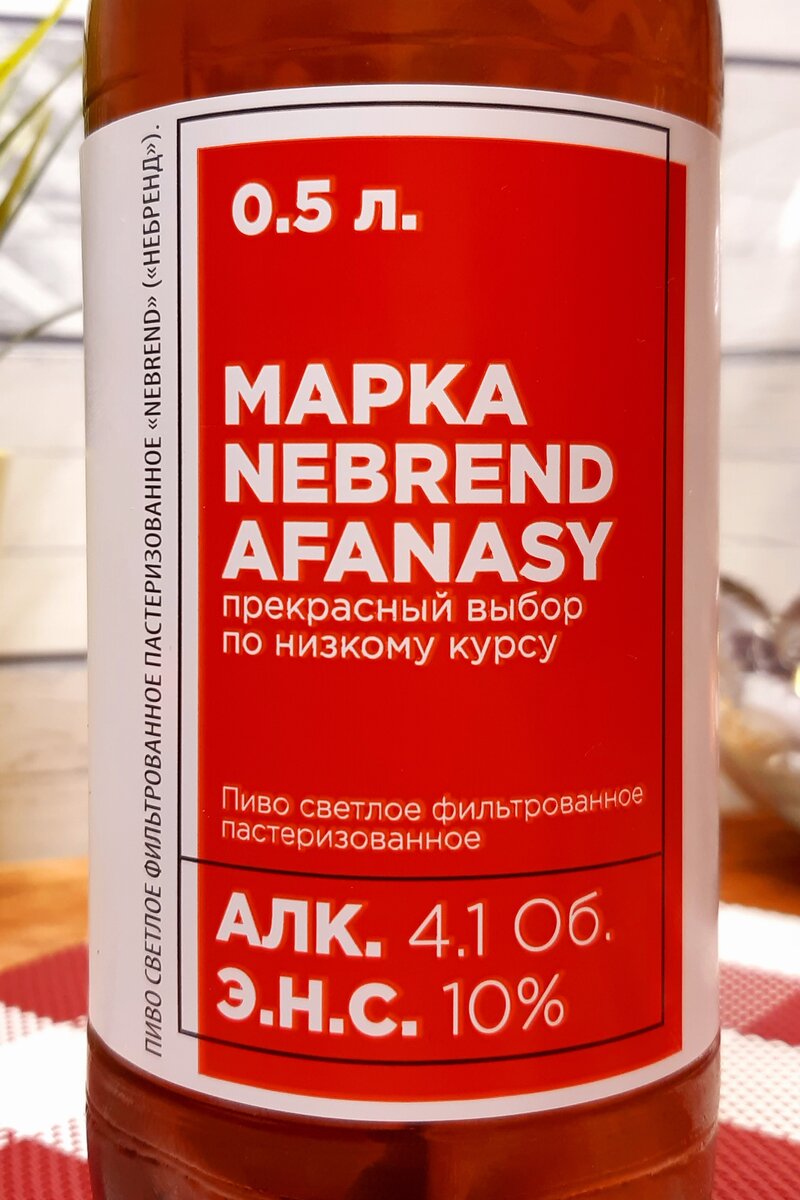 ПИВО СВЕТЛОЕ ФИЛЬТРОВАННОЕ ПАСТЕРИЗОВАННОЕ «NEBREND» («НЕБРЕНД»).
0.5 л.
МАРКА
NEBREND
AFANASY
прекрасный выбор
по низкому курсу
Пиво светлое фильтрованное
пастеризованное
АЛК. 4.1 Об.
Э.Н.С. 10%